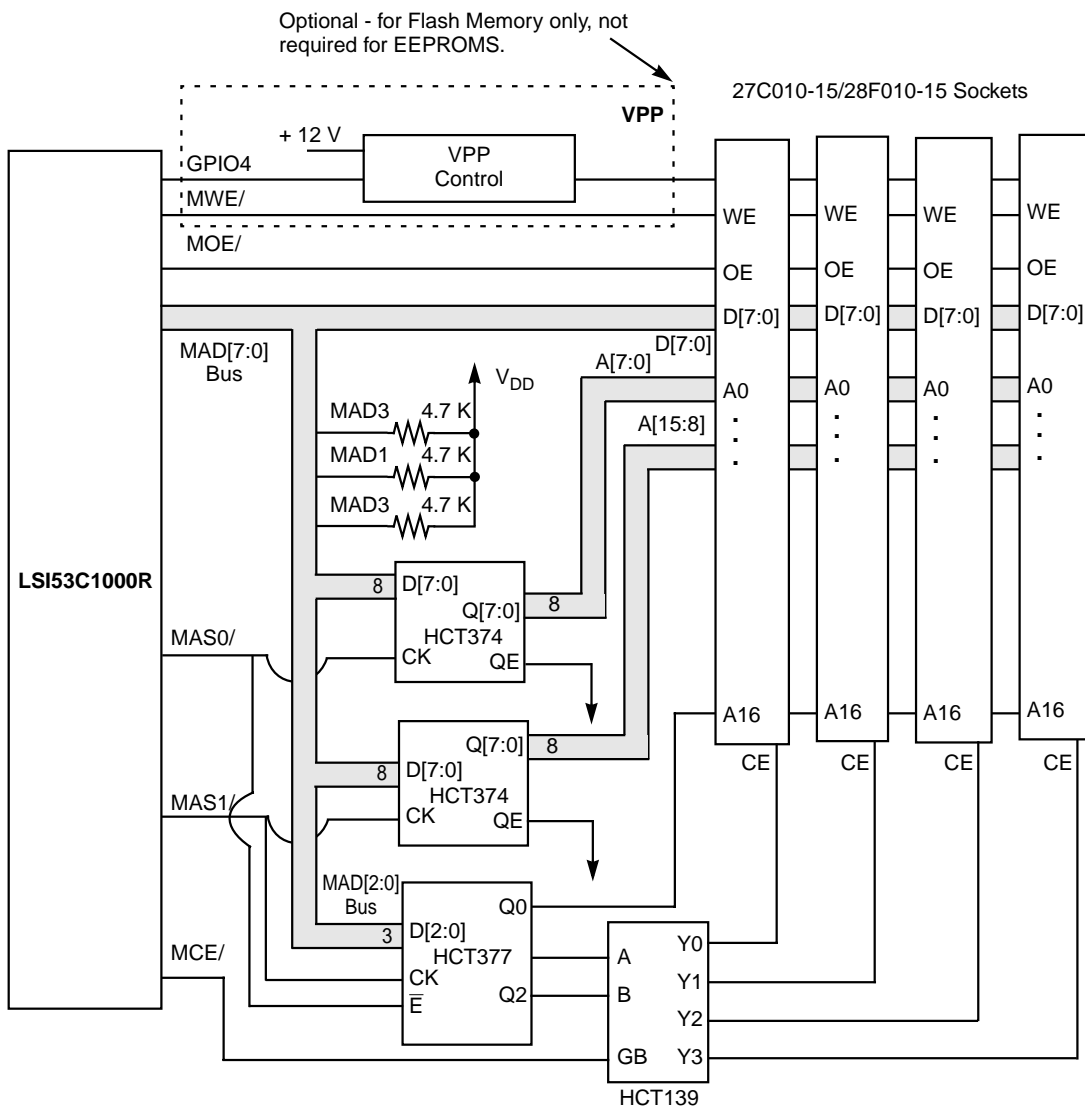 Optional - for Flash Memory only, not
required for EEPROMS.
27C010-15/28F010-15 Sockets
VPP
+ 12 V
VPP
Control
GPIO4
MWE/
MOE/
WE
WE
WE
WE
OE
OE
OE
OE
D[7:0]
D[7:0]
D[7:0]
D[7:0]
MAD[7:0]
Bus
D[7:0]
A[7:0]
VDD
A0
A0
A0
A0
MAD3
4.7 K
A[15:8]
MAD1
4.7 K
MAD3
4.7 K
LSI53C1000R
8
D[7:0]
Q[7:0]
8
HCT374
MAS0/
CK
QE
A16
A16
A16
A16
Q[7:0]
8
CE
CE
CE
CE
8
D[7:0]
HCT374
MAS1/
CK
QE
MAD[2:0]
Bus
Q0
3
D[2:0]
HCT377
MCE/
CK
Q2
E
A
B
GB
Y0
Y1
Y2
Y3
HCT139